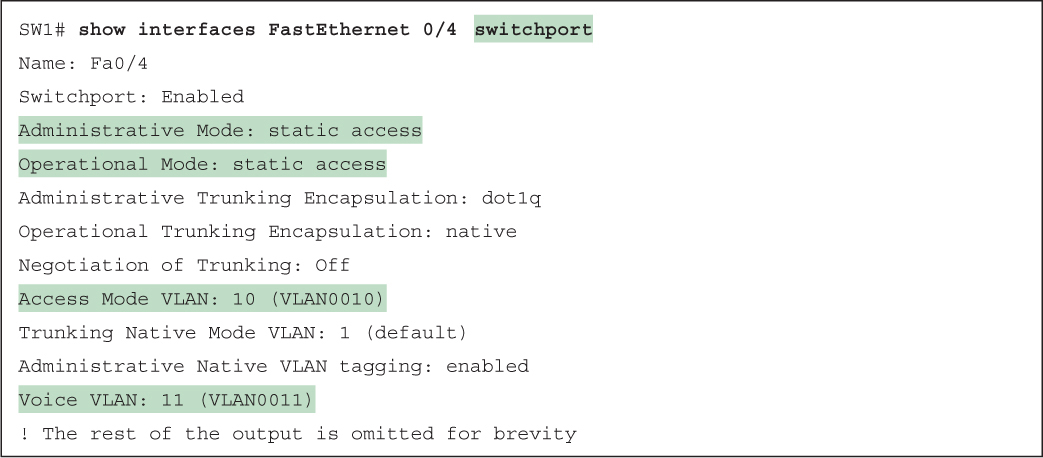 SW1# show interfaces FastEthernet 0/4 switchport
Name: Fa0/4
Switchport: Enabled
Administrative Mode: static access
Operational Mode: static access
Administrative Trunking Encapsulation: dot1q
Operational Trunking Encapsulation: native
Negotiation of Trunking: Off
Access Mode VLAN: 10 (VLAN0010)
Trunking Native Mode VLAN: 1 (default)
Administrative Native VLAN tagging: enabled
Voice VLAN: 11 (VLAN0011)
! The rest of the output is omitted for brevity